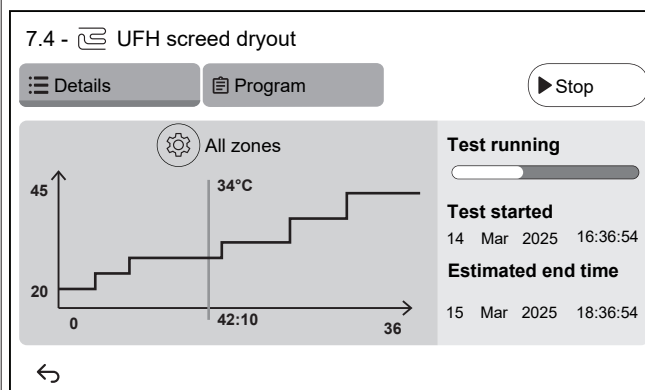 7.4 - UFH screed dryout
Details
Program
Stop
All zones
45
34°C
20
0
42:10
36
Test running
Test started
14 Mar 2025 16:36:54
Estimated end time
15 Mar 2025 18:36:54